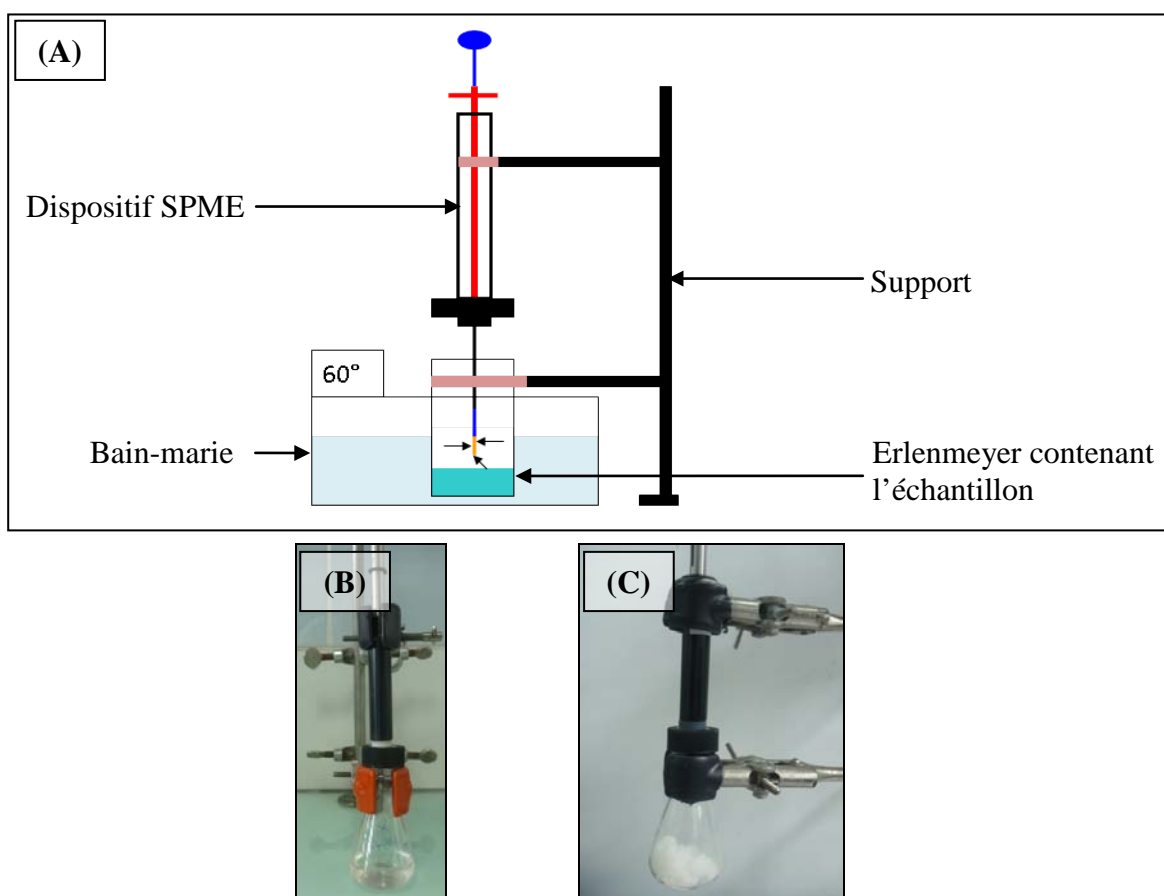 (A)
Dispositif SPME
Support
60°
Bain-marie
Erlenmeyer contenant
l’échantillon
(B)
(C)